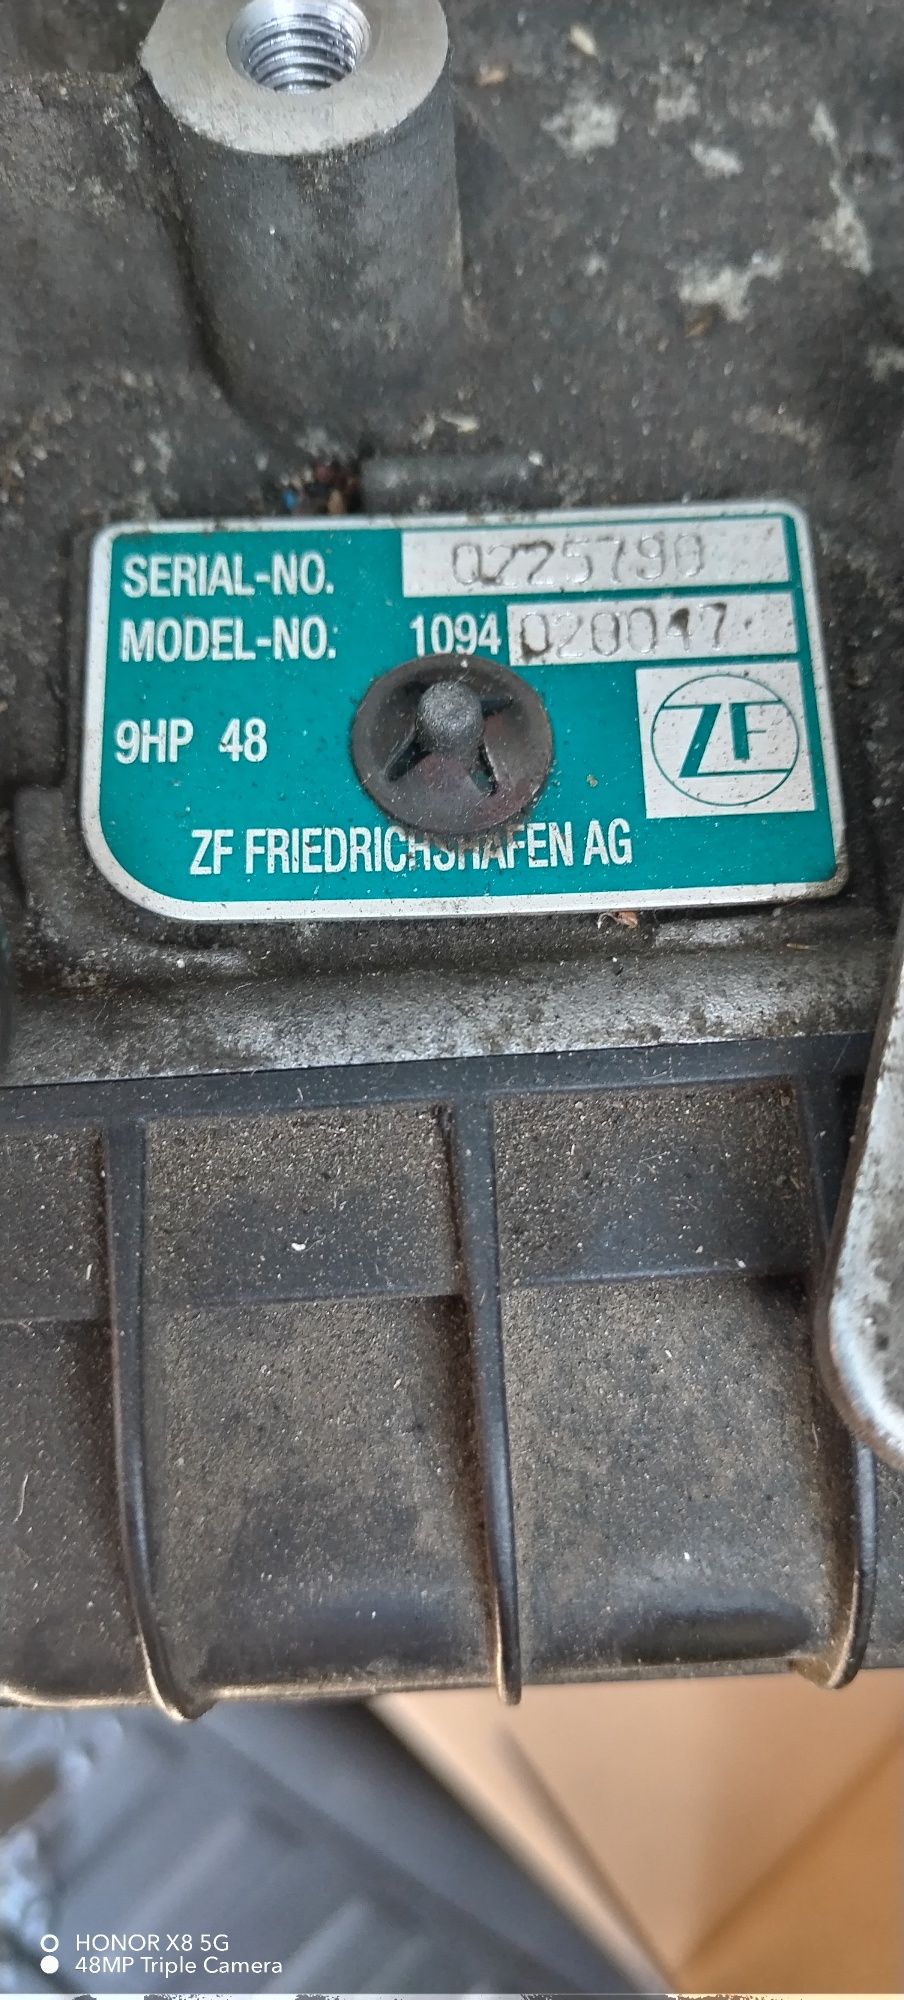 SERIAL-NO. 0225790
MODEL-NO: 1094 020047
9HP 48
ZF
ZF FRIEDRICHSHAFEN AG
HONOR X8 5G
48MP Triple Camera